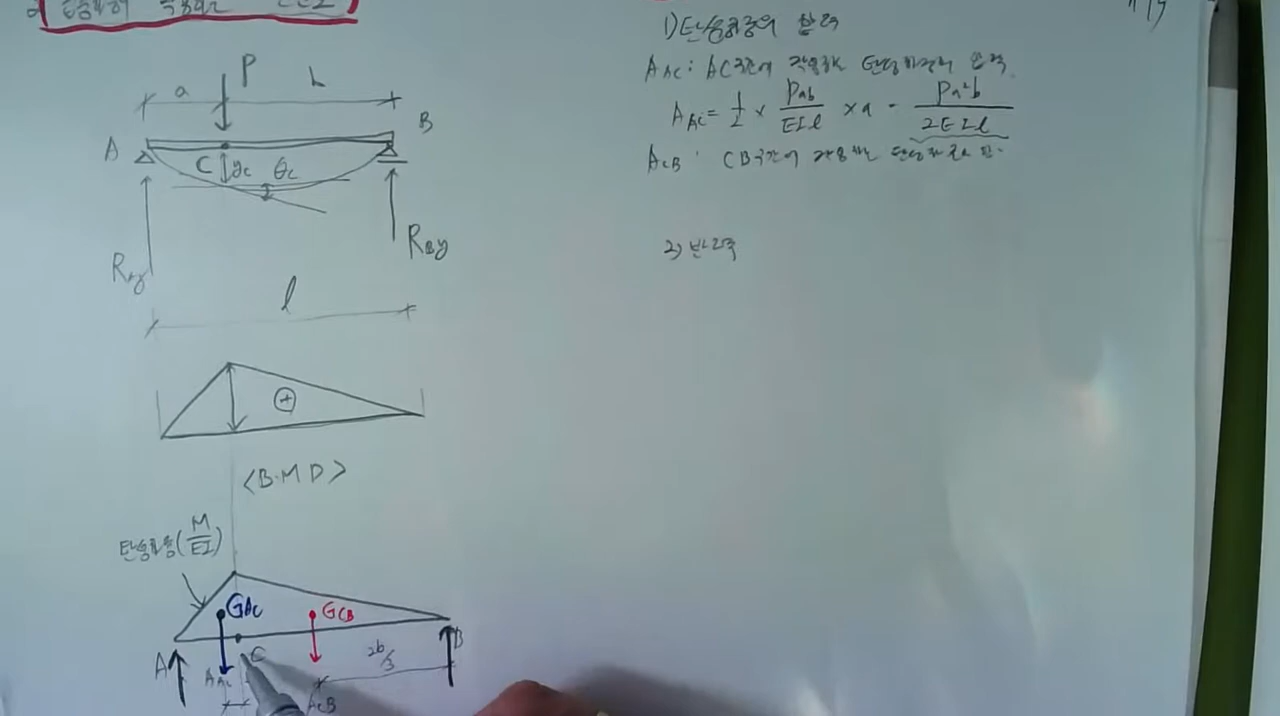 P
a
A
B
C
yc
θc
RAy
RBy
l
+
<B.M.D>
탄성하중(M/EI)
GAC
GCB
A
B
C
2b/3
AAC
ACB
1) 탄성하중의 합력
AAC : AC구간에 작용하는 탄성하중의 합력
AAC = 1/2 × Pab/EIl × a = Pa²b/2EIl
ACB : CB구간에 작용하는 탄성하중의
2) 반력